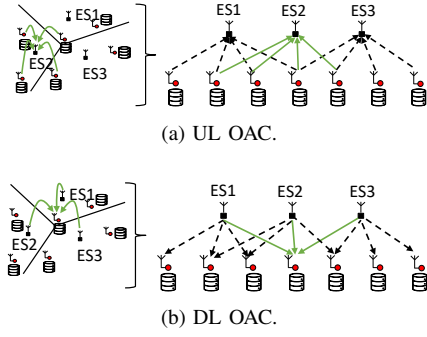 ES1
ES2
ES3
ES1 ES2 ES3
(a) UL OAC.
ES1
ES2
ES3
ES1 ES2 ES3
(b) DL OAC.